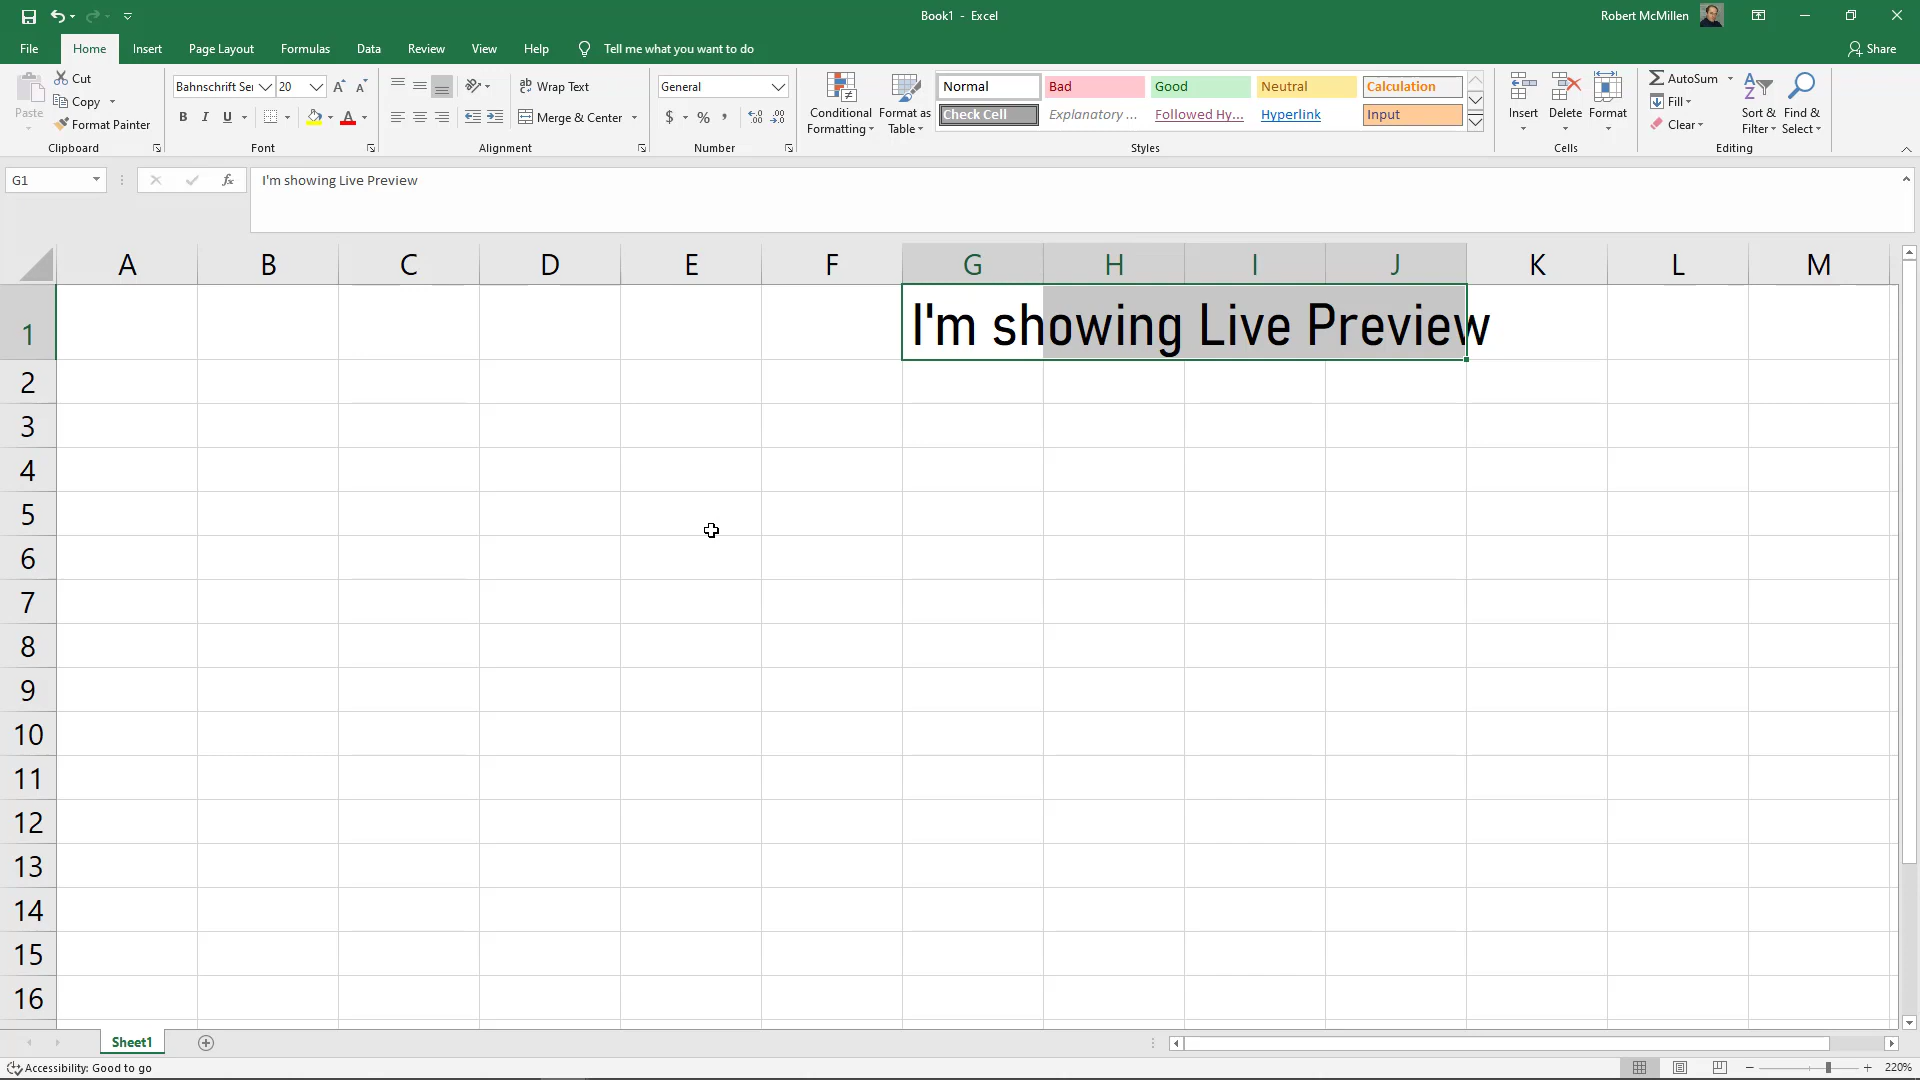 Book1 - Excel
Robert McMillen
File Home Insert Page Layout Formulas Data Review View Help Tell me what you want to do Share
Paste
Cut
Copy
Format Painter
Clipboard
Bahnschrift Se 20
B I U A
Font
Wrap Text
Merge & Center
Alignment
General
$ % ,
Number
Conditional
Formatting
Format as
Table
Normal Bad Good Neutral Calculation
Check Cell Explanatory ... Followed Hy... Hyperlink Input
Styles
Insert Delete Format
Cells
AutoSum
Fill
Clear
Sort &
Filter
Find &
Select
Editing
G1 fx I'm showing Live Preview
A B C D E F G H I J K L M
1 I'm showing Live Preview
2
3
4
5
6
7
8
9
10
11
12
13
14
15
16
Sheet1
Accessibility: Good to go
220%